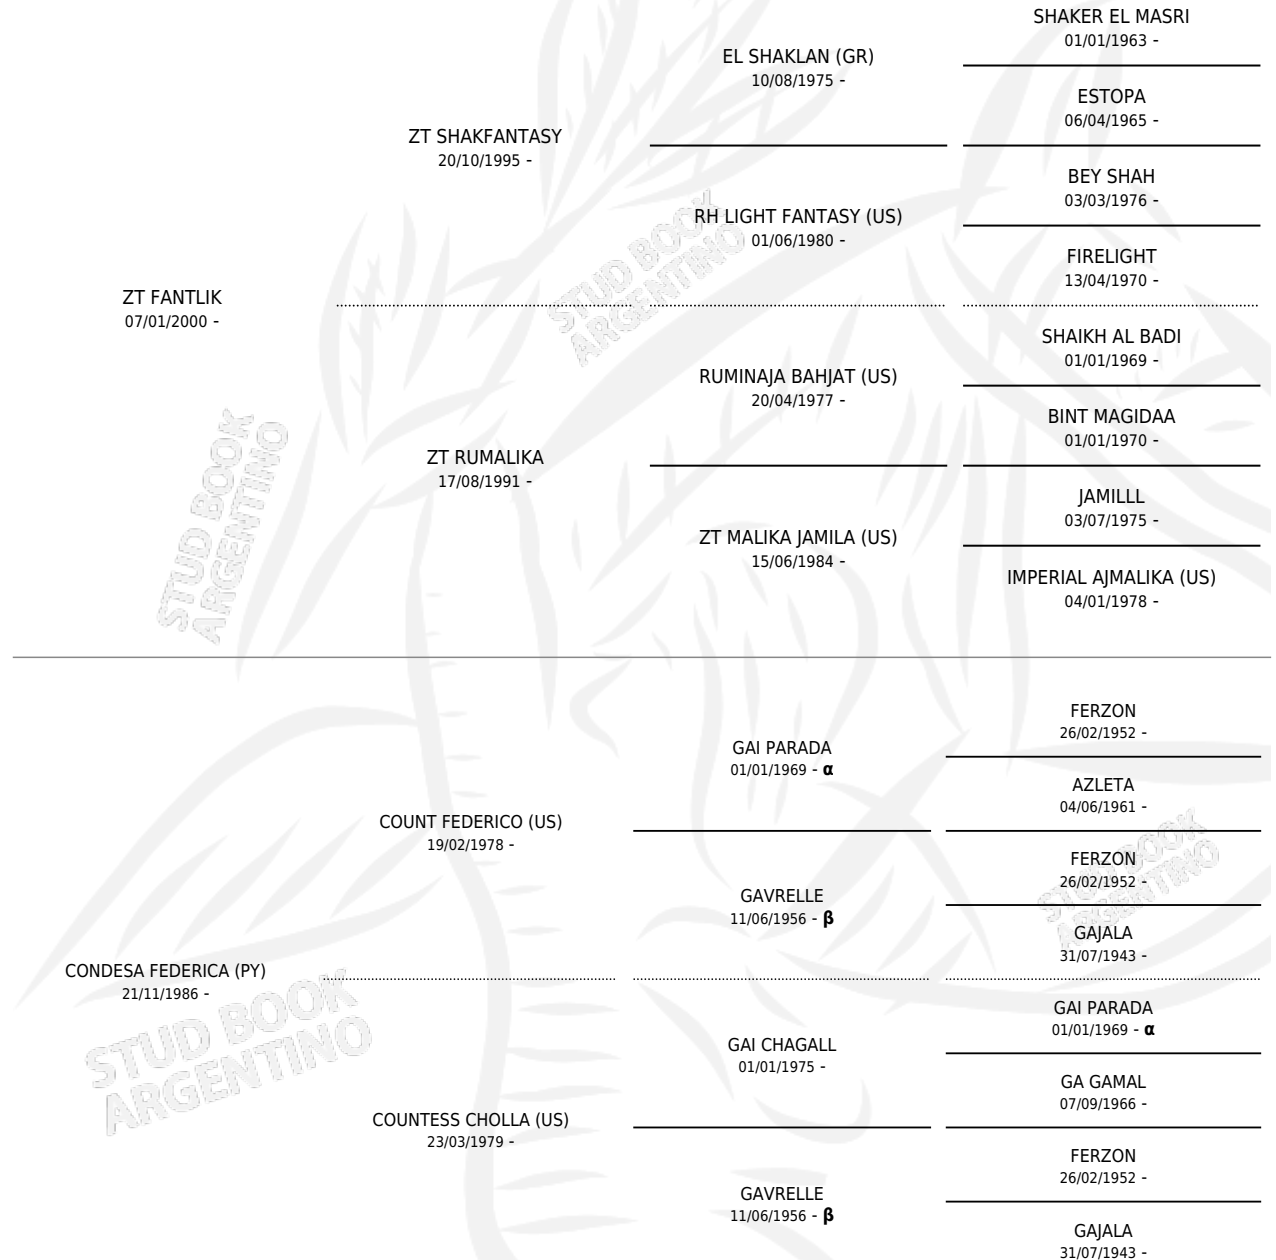 SHAKER EL MASRI
01/01/1963 -
EL SHAKLAN (GR)
10/08/1975 -
ESTOPA
06/04/1965 -
ZT SHAKFANTASY
20/10/1995 -
BEY SHAH
03/03/1976 -
RH LIGHT FANTASY (US)
01/06/1980 -
FIRELIGHT
13/04/1970 -
ZT FANTLIK
07/01/2000 -
SHAIKH AL BADI
01/01/1969 -
RUMINAJA BAHJAT (US)
20/04/1977 -
BINT MAGIDAA
01/01/1970 -
ZT RUMALIKA
17/08/1991 -
JAMILLL
03/07/1975 -
ZT MALIKA JAMILA (US)
15/06/1984 -
IMPERIAL AJMALIKA (US)
04/01/1978 -
FERZON
26/02/1952 -
GAI PARADA
01/01/1969 - α
AZLETA
04/06/1961 -
COUNT FEDERICO (US)
19/02/1978 -
FERZON
26/02/1952 -
GAVRELLE
11/06/1956 - β
GAJALA
31/07/1943 -
CONDESA FEDERICA (PY)
21/11/1986 -
GAI PARADA
01/01/1969 - α
GAI CHAGALL
01/01/1975 -
GA GAMAL
07/09/1966 -
COUNTESS CHOLLA (US)
23/03/1979 -
FERZON
26/02/1952 -
GAVRELLE
11/06/1956 - β
GAJALA
31/07/1943 -
STUD BOOK
ARGENTINO
STUD BOOK
ARGENTINO
STUD BOOK
ARGENTINO
STUD BOOK
ARGENTINO